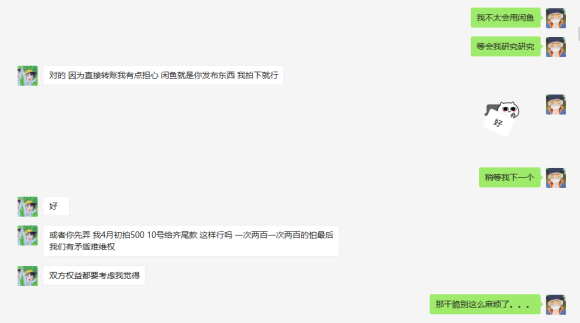 我不太会用闲鱼
等会我研究研究
对的 因为直接转账我有点担心 闲鱼就是你发布东西 我拍下就行
好
稍等我下一个
好
或者你先弄 我4月初拍500 10号给齐尾款 这样行吗 一次两百一次两百的怕最后
我们有矛盾难维权
双方权益都要考虑我觉得
那干脆别这么麻烦了。。。